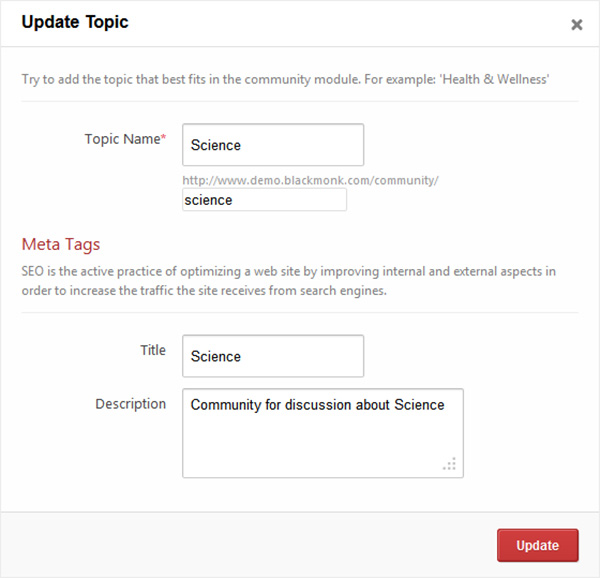 Update Topic
Try to add the topic that best fits in the community module. For example: 'Health & Wellness'
Topic Name*
Science
http://www.demo.blackmonk.com/community/
science
Meta Tags
SEO is the active practice of optimizing a web site by improving internal and external aspects in
order to increase the traffic the site receives from search engines.
Title
Science
Description
Community for discussion about Science
Update